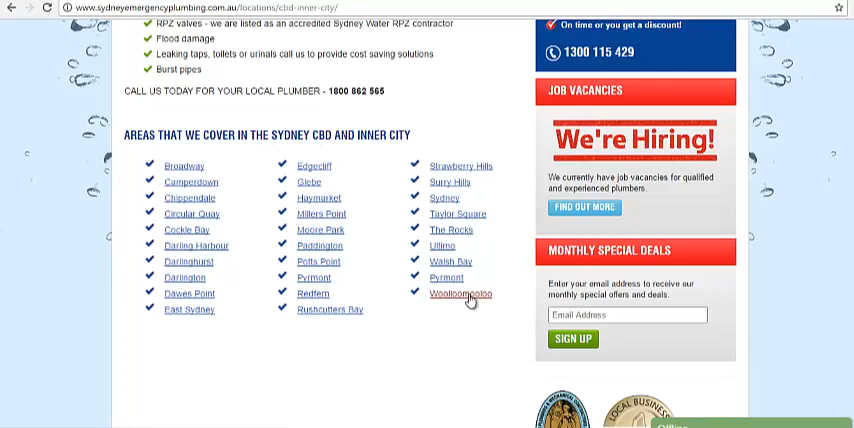 www.sydneyemergencyplumbing.com.au/locations/cbd-inner-city/
RPZ valves - we are listed as an accredited Sydney Water RPZ contractor
Flood damage
Leaking taps, toilets or urinals call us to provide cost saving solutions
Burst pipes
CALL US TODAY FOR YOUR LOCAL PLUMBER - 1800 862 565
AREAS THAT WE COVER IN THE SYDNEY CBD AND INNER CITY
Broadway
Camperdown
Chippendale
Circular Quay
Cockle Bay
Darling Harbour
Darlinghurst
Darlington
Dawes Point
East Sydney
Edgecliff
Glebe
Haymarket
Millers Point
Moore Park
Paddington
Potts Point
Pyrmont
Redfern
Rushcutters Bay
Strawberry Hills
Surry Hills
Sydney
Taylor Square
The Rocks
Ultimo
Walsh Bay
Pyrmont
Woolloomooloo
On time or you get a discount!
1300 115 429
JOB VACANCIES
We're Hiring!
We currently have job vacancies for qualified
and experienced plumbers.
FIND OUT MORE
MONTHLY SPECIAL DEALS
Enter your email address to receive our
monthly special offers and deals.
Email Address
SIGN UP
LOCAL BUSINESS
Offline